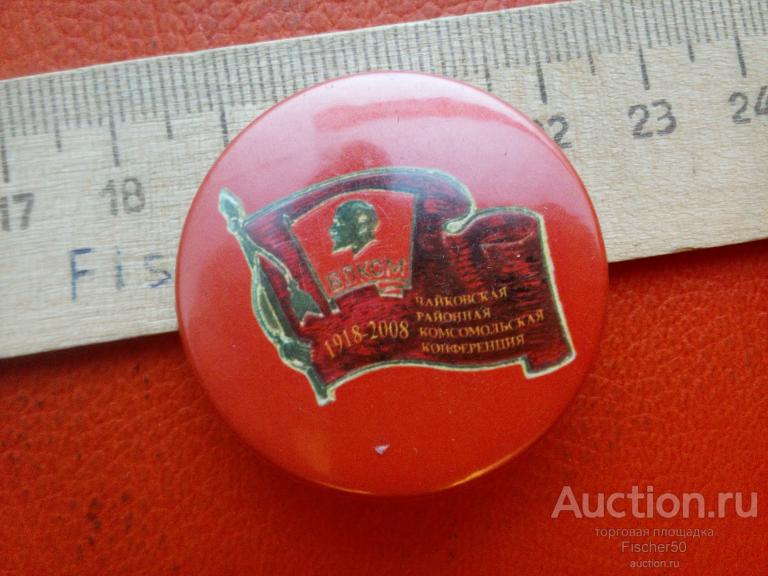 17 18 22 23 24
Fis
ВЛКСМ
1918-2008
ЧАЙКОВСКАЯ
РАЙОННАЯ
КОМСОМОЛЬСКАЯ
КОНФЕРЕНЦИЯ
Auction.ru
торговая площадка
Fischer50
auction.ru